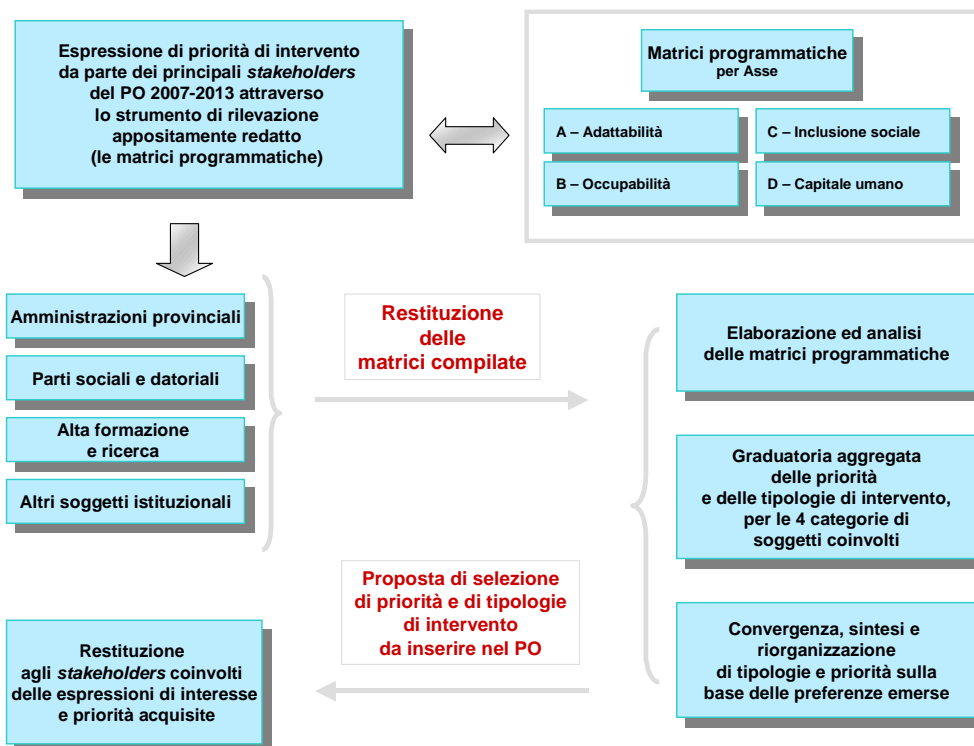 Espressione di priorità di intervento
da parte dei principali stakeholders
del PO 2007-2013 attraverso
lo strumento di rilevazione
appositamente redatto
(le matrici programmatiche)
Matrici programmatiche
per Asse
A – Adattabilità
C – Inclusione sociale
B – Occupabilità
D – Capitale umano
Amministrazioni provinciali
Parti sociali e datoriali
Alta formazione
e ricerca
Altri soggetti istituzionali
Restituzione
delle
matrici compilate
Elaborazione ed analisi
delle matrici programmatiche
Graduatoria aggregata
delle priorità
e delle tipologie di intervento,
per le 4 categorie di
soggetti coinvolti
Convergenza, sintesi e
riorganizzazione
di tipologie e priorità sulla
base delle preferenze emerse
Proposta di selezione
di priorità e di tipologie
di intervento
da inserire nel PO
Restituzione
agli stakeholders coinvolti
delle espressioni di interesse
e priorità acquisite